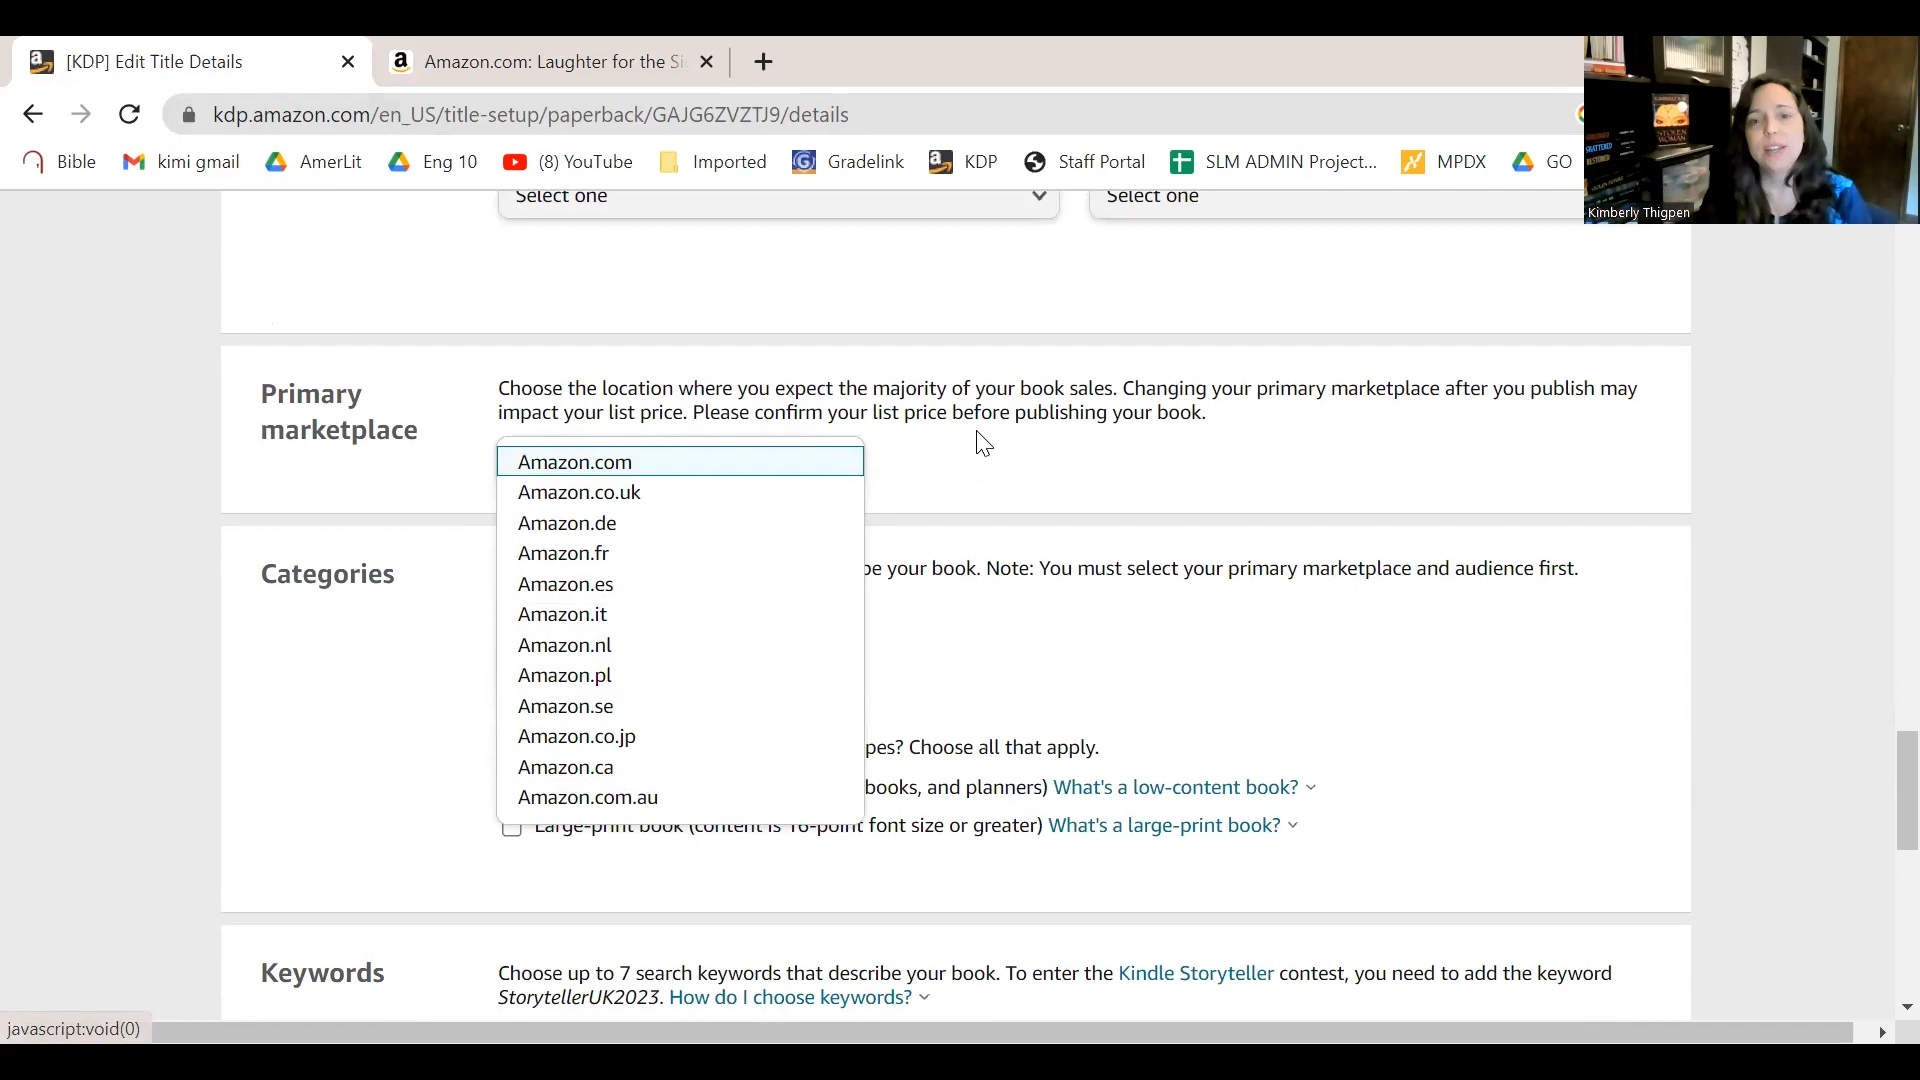 [KDP] Edit Title Details
Amazon.com: Laughter for the Si
kdp.amazon.com/en_US/title-setup/paperback/GAJG6ZVZTJ9/details
Bible kimi gmail AmerLit Eng 10 (8) YouTube Imported Gradelink KDP Staff Portal SLM ADMIN Project... MPDX GO
Kimberly Thigpen
Select one Select one
Primary
marketplace
Choose the location where you expect the majority of your book sales. Changing your primary marketplace after you publish may
impact your list price. Please confirm your list price before publishing your book.
Amazon.com
Amazon.co.uk
Amazon.de
Amazon.fr
Amazon.es
Amazon.it
Amazon.nl
Amazon.pl
Amazon.se
Amazon.co.jp
Amazon.ca
Amazon.com.au
Categories
be your book. Note: You must select your primary marketplace and audience first.
pes? Choose all that apply.
books, and planners) What's a low-content book?
Large-print book (content is 16-point font size or greater) What's a large-print book?
Keywords
Choose up to 7 search keywords that describe your book. To enter the Kindle Storyteller contest, you need to add the keyword
StorytellerUK2023. How do I choose keywords?
javascript:void(0)